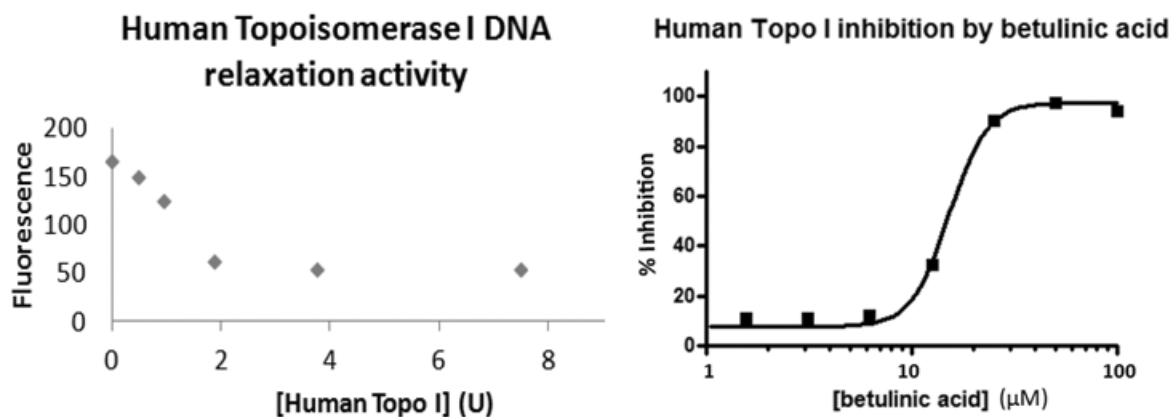 Human Topoisomerase I DNA
relaxation activity
200
150
100
50
0
Fluorescence
0 2 4 6 8
[Human Topo I] (U)
Human Topo I inhibition by betulinic acid
100
80
60
40
20
0
% Inhibition
1 10 100
[betulinic acid] (μM)